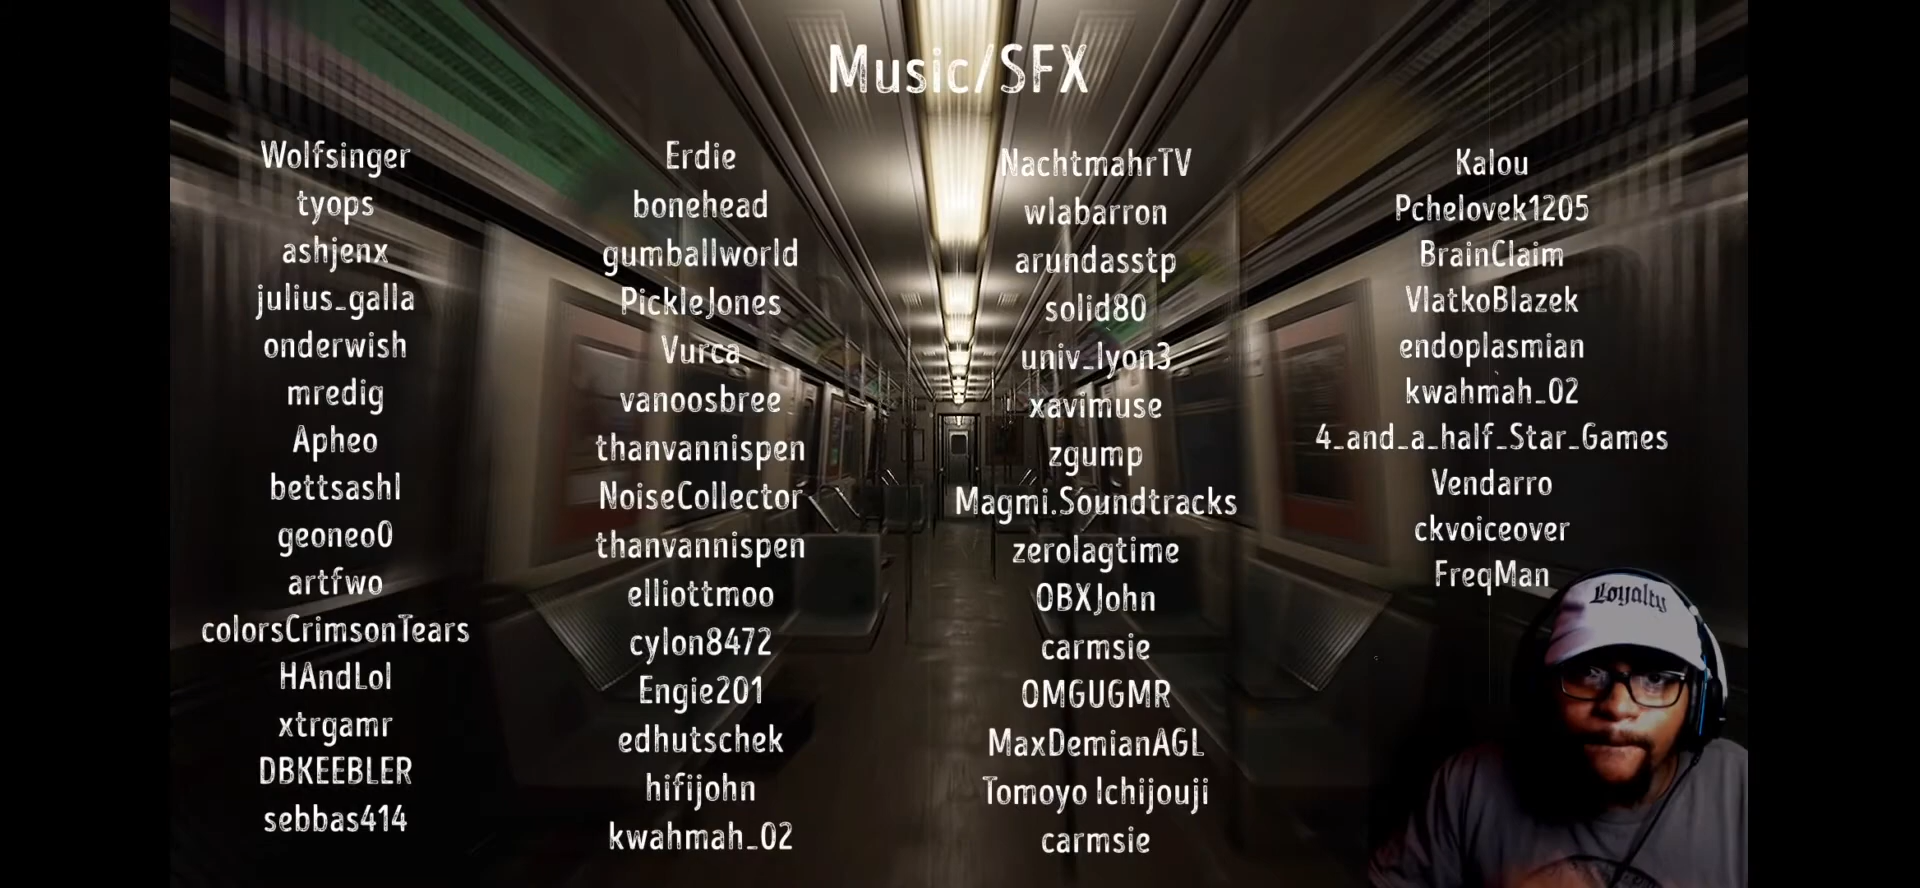 Music/SFX
Wolfsinger
tyops
ashjenx
julius_galla
onderwish
mredig
Apheo
bettsashl
geoneo0
artfwo
colorsCrimsonTears
HAndLol
xtrgamr
DBKEEBLER
sebbas414
Erdie
bonehead
gumballworld
PickleJones
Vurca
vanoosbree
thanvannispen
NoiseCollector
thanvannispen
elliottmoo
cylon8472
Engie201
edhutschek
hifijohn
kwahmah_02
NachtmahrTV
wlabarron
arundasstp
solid80
univ_lyon3
xavimuse
zgump
Magmi.Soundtracks
zerolagtime
OBXJohn
carmsie
OMGUGMR
MaxDemianAGL
Tomoyo Ichijouji
carmsie
Kalou
Pchelovek1205
BrainClaim
VlatkoBlazek
endoplasmian
kwahmah_02
4_and_a_half_Star_Games
Vendarro
ckvoiceover
FreqMan
Loyalty